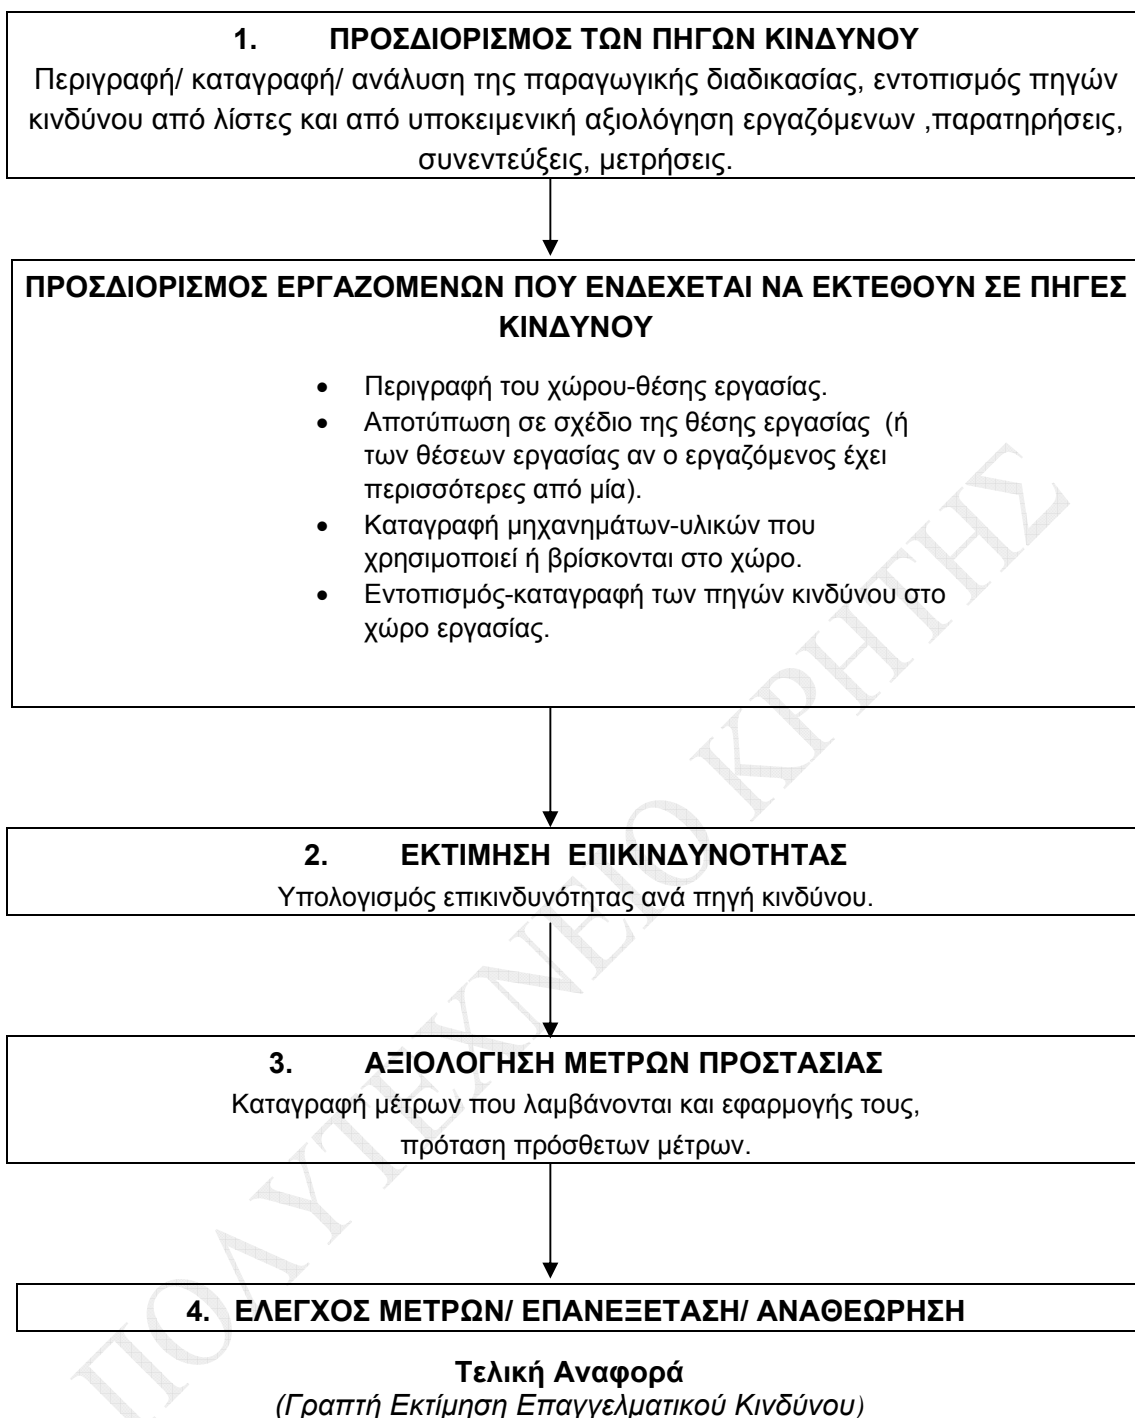 1. ΠΡΟΣΔΙΟΡΙΣΜΟΣ ΤΩΝ ΠΗΓΩΝ ΚΙΝΔΥΝΟΥ
Περιγραφή/ καταγραφή/ ανάλυση της παραγωγικής διαδικασίας, εντοπισμός πηγών
κινδύνου από λίστες και από υποκειμενική αξιολόγηση εργαζόμενων ,παρατηρήσεις,
συνεντεύξεις, μετρήσεις.
ΠΡΟΣΔΙΟΡΙΣΜΟΣ ΕΡΓΑΖΟΜΕΝΩΝ ΠΟΥ ΕΝΔΕΧΕΤΑΙ ΝΑ ΕΚΤΕΘΟΥΝ ΣΕ ΠΗΓΕΣ
ΚΙΝΔΥΝΟΥ
• Περιγραφή του χώρου-θέσης εργασίας.
• Αποτύπωση σε σχέδιο της θέσης εργασίας (ή
των θέσεων εργασίας αν ο εργαζόμενος έχει
περισσότερες από μία).
• Καταγραφή μηχανημάτων-υλικών που
χρησιμοποιεί ή βρίσκονται στο χώρο.
• Εντοπισμός-καταγραφή των πηγών κινδύνου στο
χώρο εργασίας.
2. ΕΚΤΙΜΗΣΗ ΕΠΙΚΙΝΔΥΝΟΤΗΤΑΣ
Υπολογισμός επικινδυνότητας ανά πηγή κινδύνου.
3. ΑΞΙΟΛΟΓΗΣΗ ΜΕΤΡΩΝ ΠΡΟΣΤΑΣΙΑΣ
Καταγραφή μέτρων που λαμβάνονται και εφαρμογής τους,
πρόταση πρόσθετων μέτρων.
4. ΕΛΕΓΧΟΣ ΜΕΤΡΩΝ/ ΕΠΑΝΕΞΕΤΑΣΗ/ ΑΝΑΘΕΩΡΗΣΗ
Τελική Αναφορά
(Γραπτή Εκτίμηση Επαγγελματικού Κινδύνου)
ΠΟΛΥΤΕΧΝΕΙΟ ΚΡΗΤΗΣ